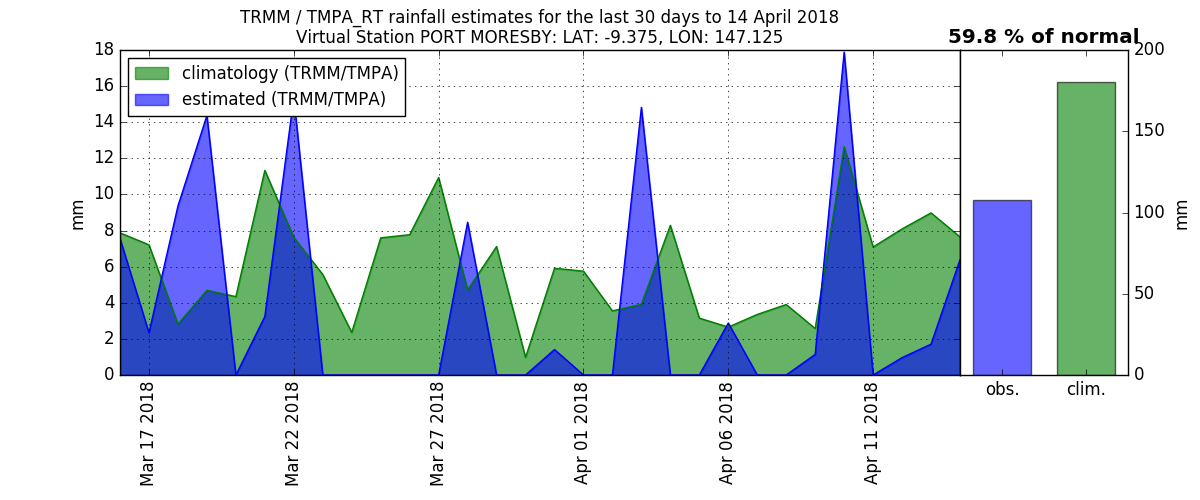 TRMM / TMPA_RT rainfall estimates for the last 30 days to 14 April 2018
Virtual Station PORT MORESBY: LAT: -9.375, LON: 147.125
59.8 % of normal
climatology (TRMM/TMPA)
estimated (TRMM/TMPA)
18
16
14
12
10
8
6
4
2
0
mm
Mar 17 2018
Mar 22 2018
Mar 27 2018
Apr 01 2018
Apr 06 2018
Apr 11 2018
obs.
clim.
200
150
100
50
0
mm